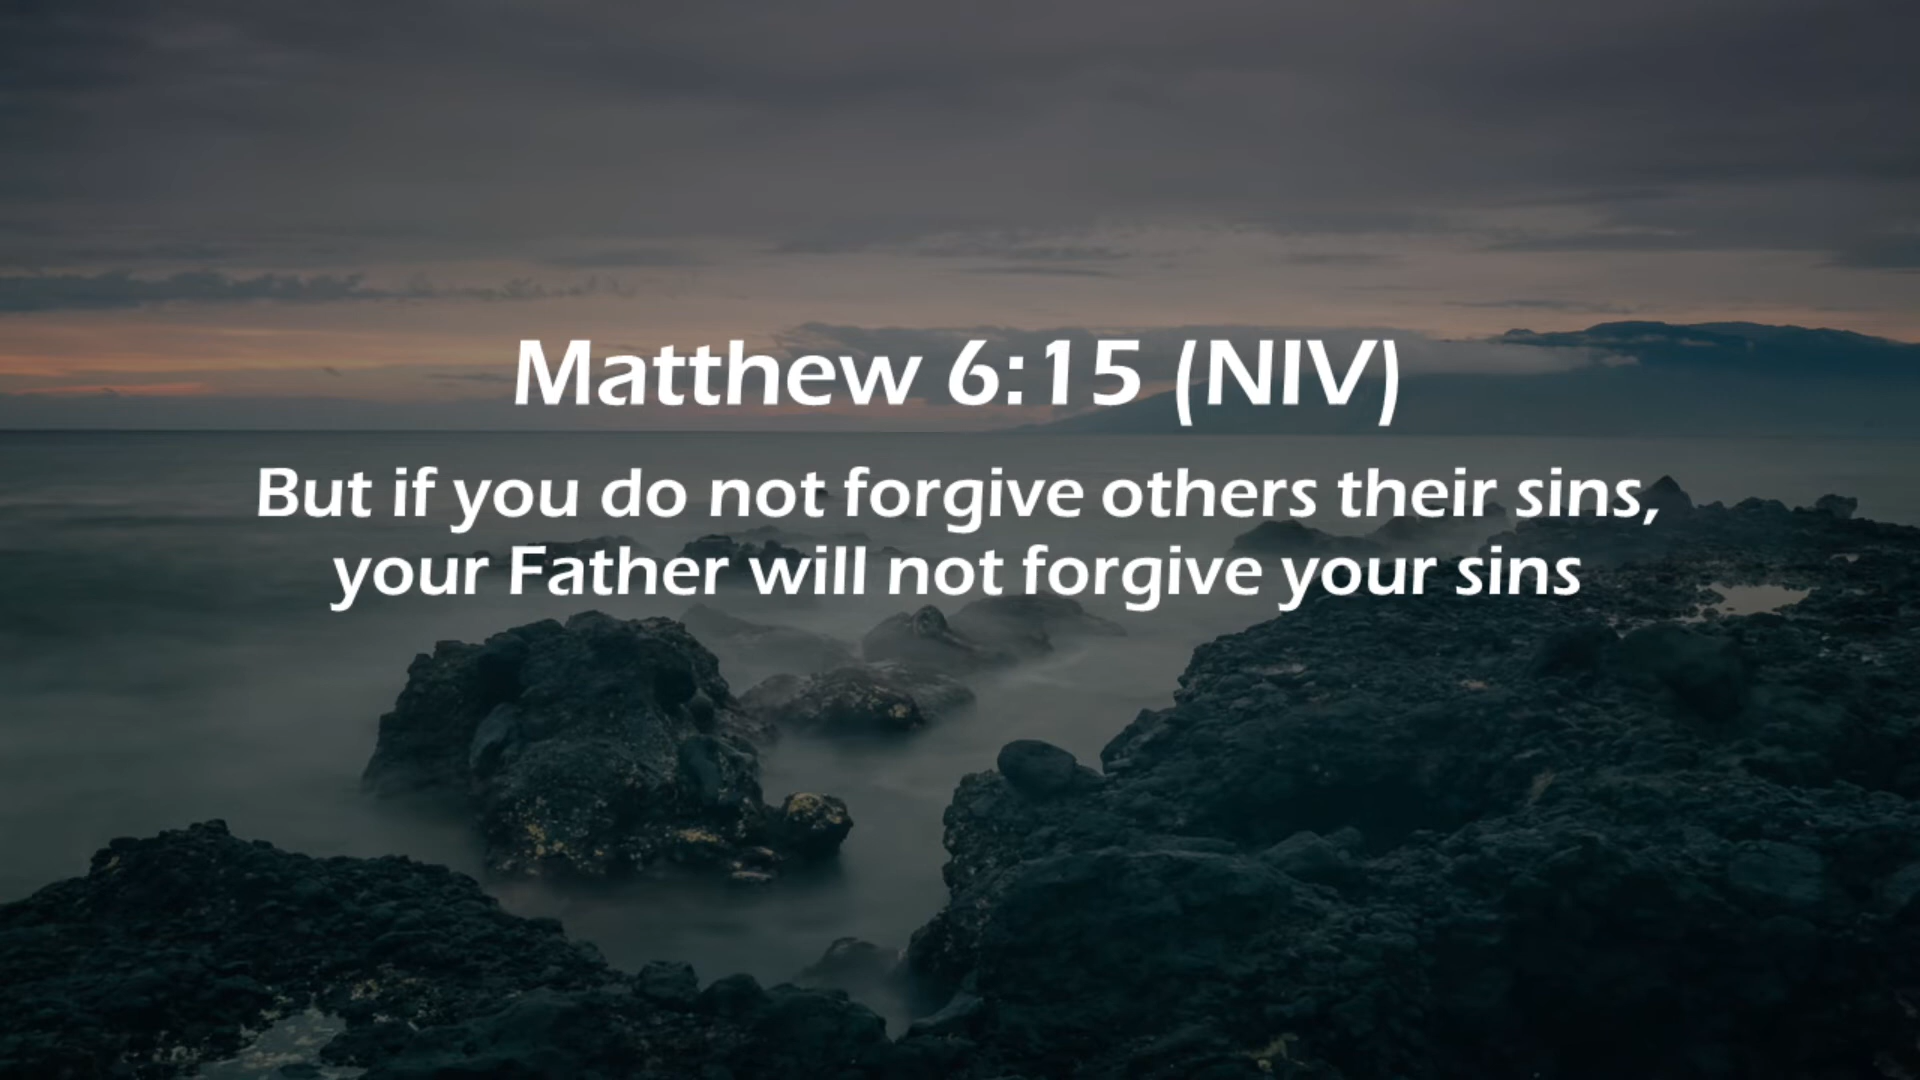 Matthew 6:15 (NIV)
But if you do not forgive others their sins,
your Father will not forgive your sins